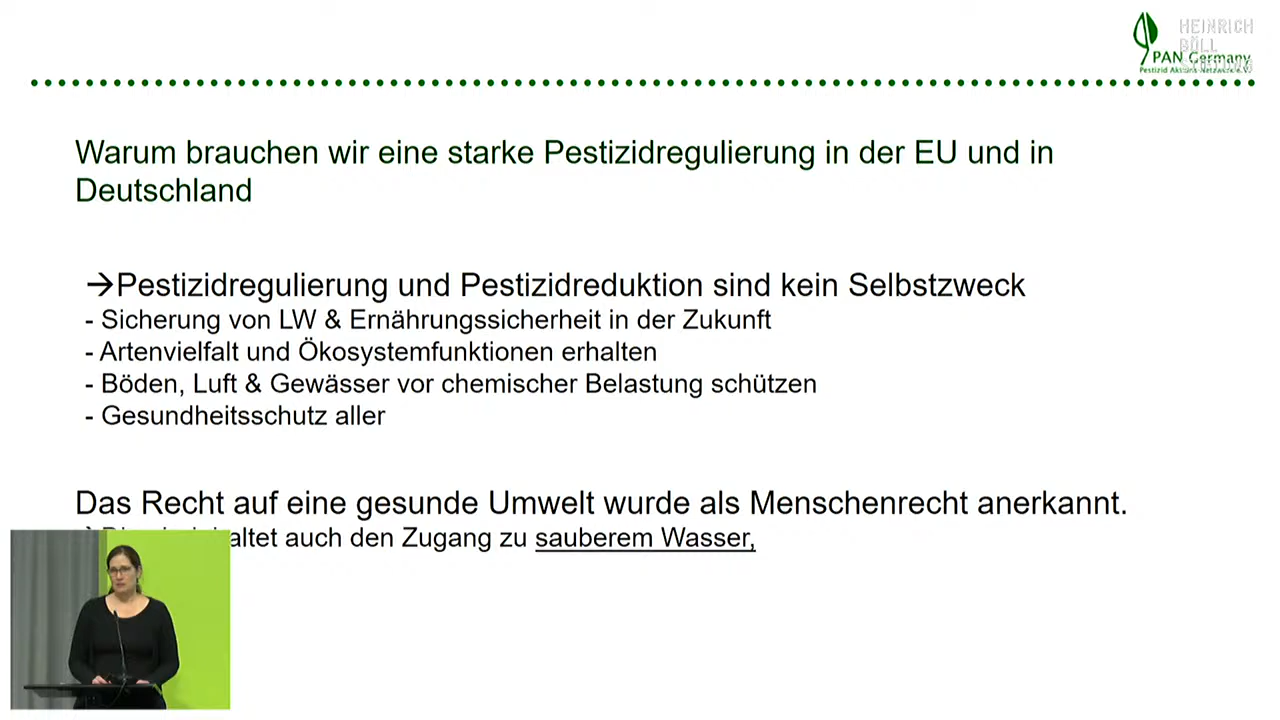 HEINRICH
BÖLL
STIFTUNG
PAN Germany
Pestizid Aktions-Netzwerk e.V.
Warum brauchen wir eine starke Pestizidregulierung in der EU und in
Deutschland
→Pestizidregulierung und Pestizidreduktion sind kein Selbstzweck
- Sicherung von LW & Ernährungssicherheit in der Zukunft
- Artenvielfalt und Ökosystemfunktionen erhalten
- Böden, Luft & Gewässer vor chemischer Belastung schützen
- Gesundheitsschutz aller
Das Recht auf eine gesunde Umwelt wurde als Menschenrecht anerkannt.
auch den Zugang zu sauberem Wasser,